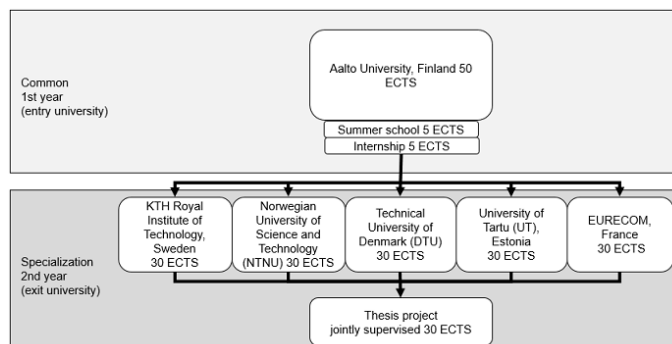 Common
1st year
(entry university)
Aalto University, Finland 50
ECTS
Summer school 5 ECTS
Internship 5 ECTS
Specialization
2nd year
(exit university)
KTH Royal
Institute of
Technology,
Sweden
30 ECTS
Norwegian
University of
Science and
Technology
(NTNU) 30 ECTS
Technical
University of
Denmark (DTU)
30 ECTS
University of
Tartu (UT),
Estonia
30 ECTS
EURECOM,
France
30 ECTS
Thesis project
jointly supervised 30 ECTS